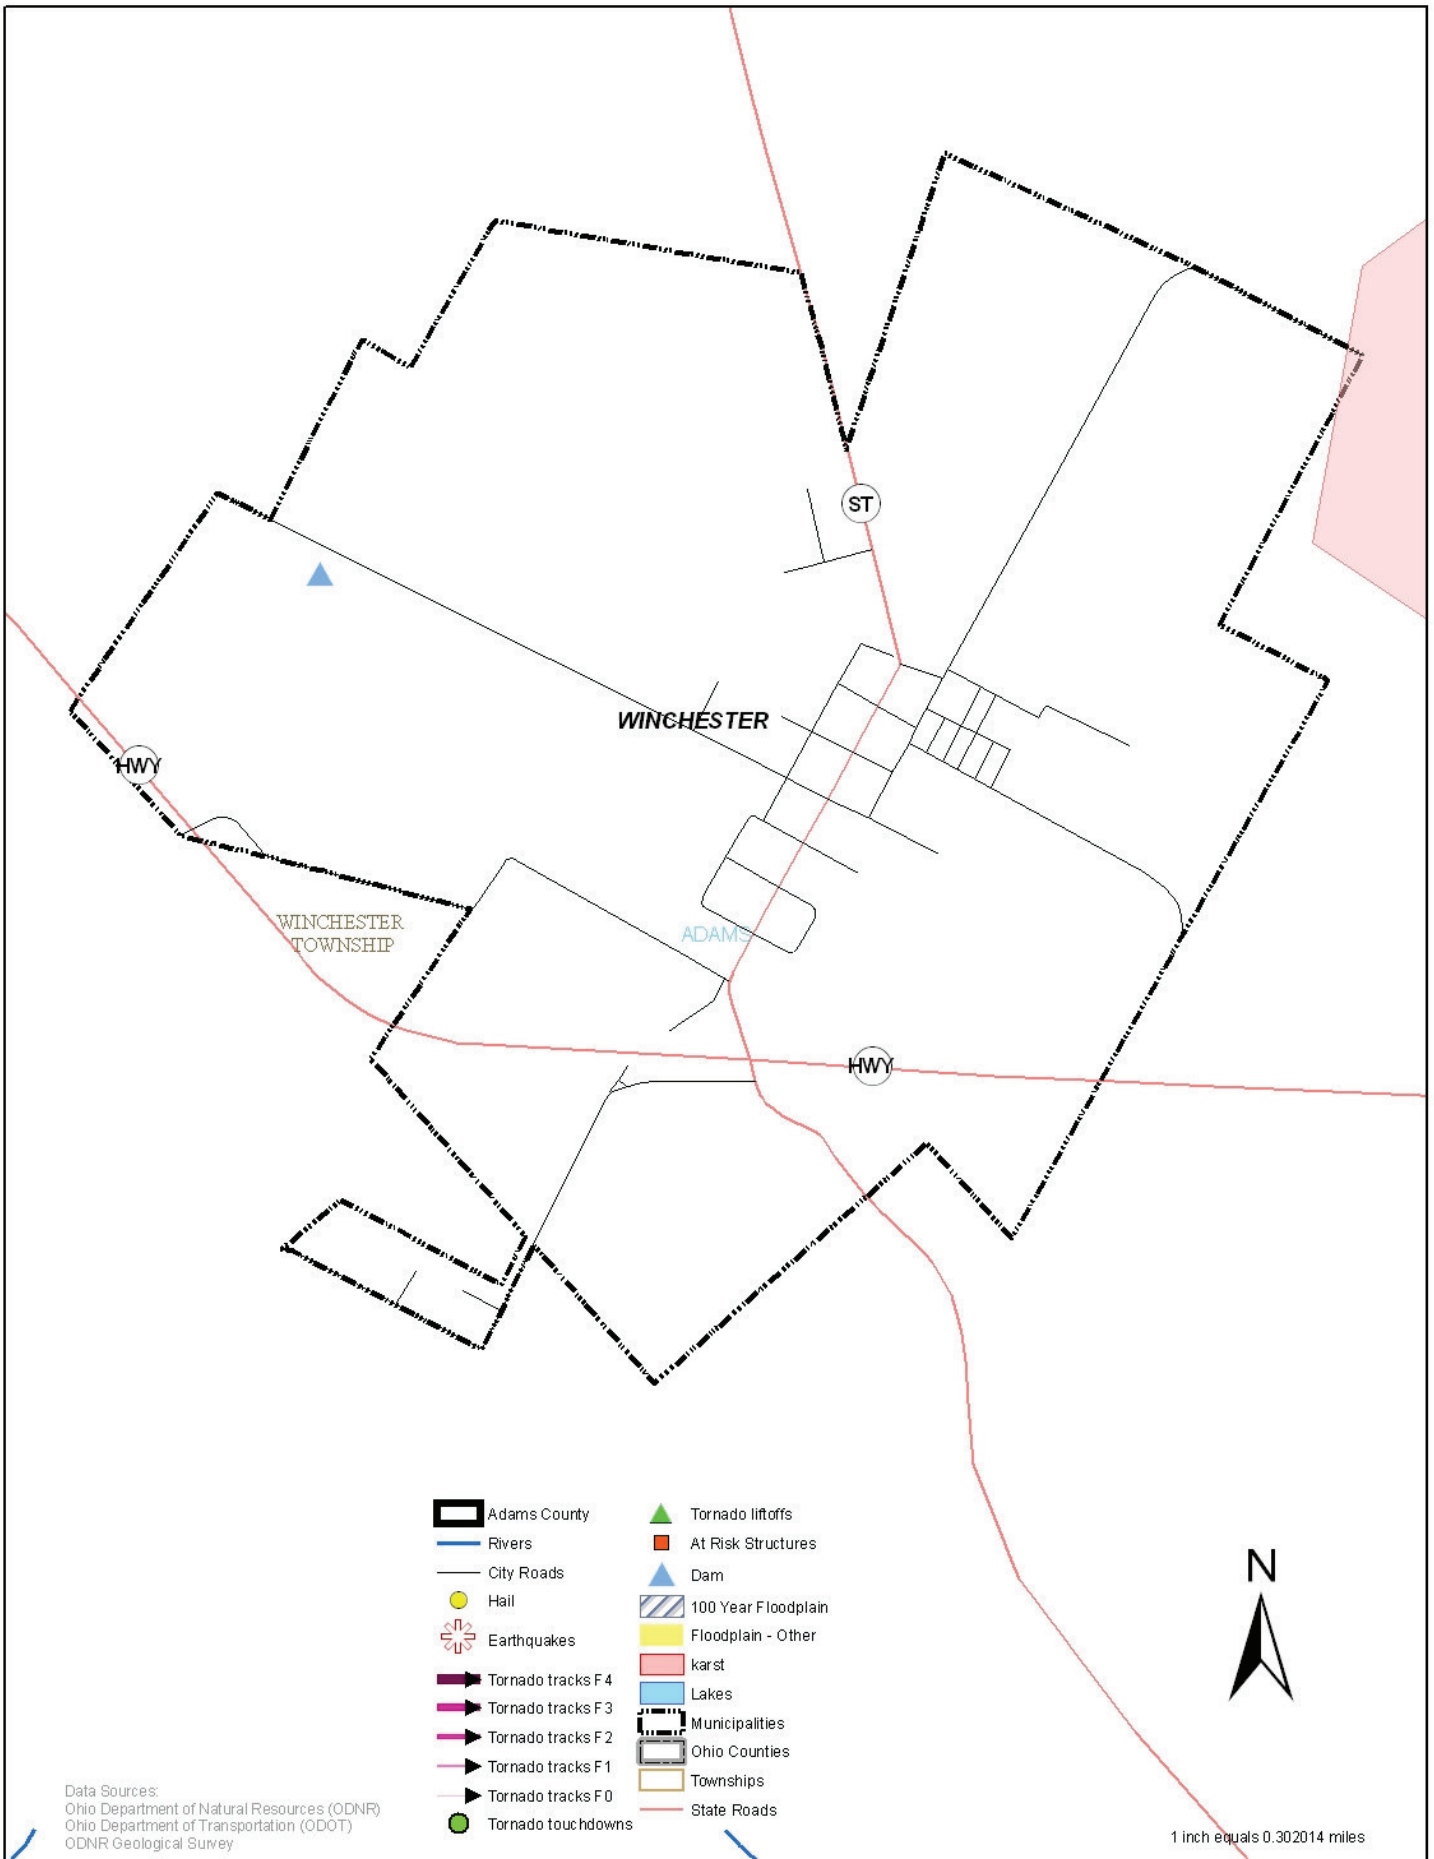 ST
WINCHESTER
HWY
WINCHESTER
TOWNSHIP
ADAMS
HWY
Adams County
Rivers
City Roads
Hail
Earthquakes
Tornado tracks F4
Tornado tracks F3
Tornado tracks F2
Tornado tracks F1
Tornado tracks F0
Tornado touchdowns
Tornado liftoffs
At Risk Structures
Dam
100 Year Floodplain
Floodplain - Other
karst
Lakes
Municipalities
Ohio Counties
Townships
State Roads
N
Data Sources:
Ohio Department of Natural Resources (ODNR)
Ohio Department of Transportation (ODOT)
ODNR Geological Survey
1 inch equals 0.302014 miles